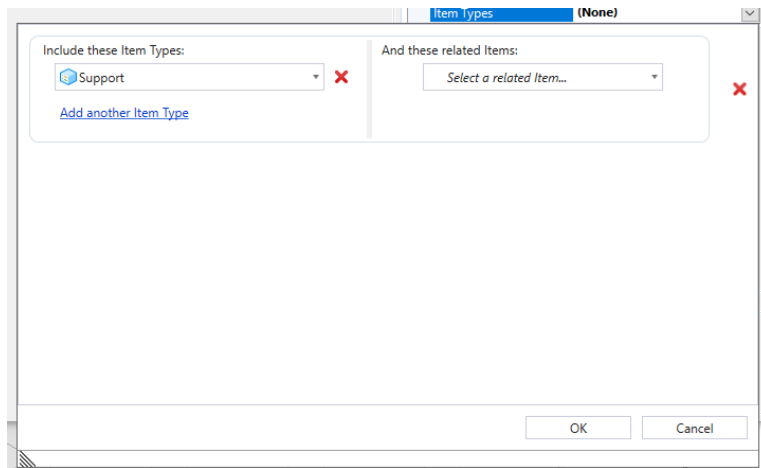 Item Types (None)
Include these Item Types:
And these related Items:
Support
Select a related Item...
Add another Item Type
OK
Cancel